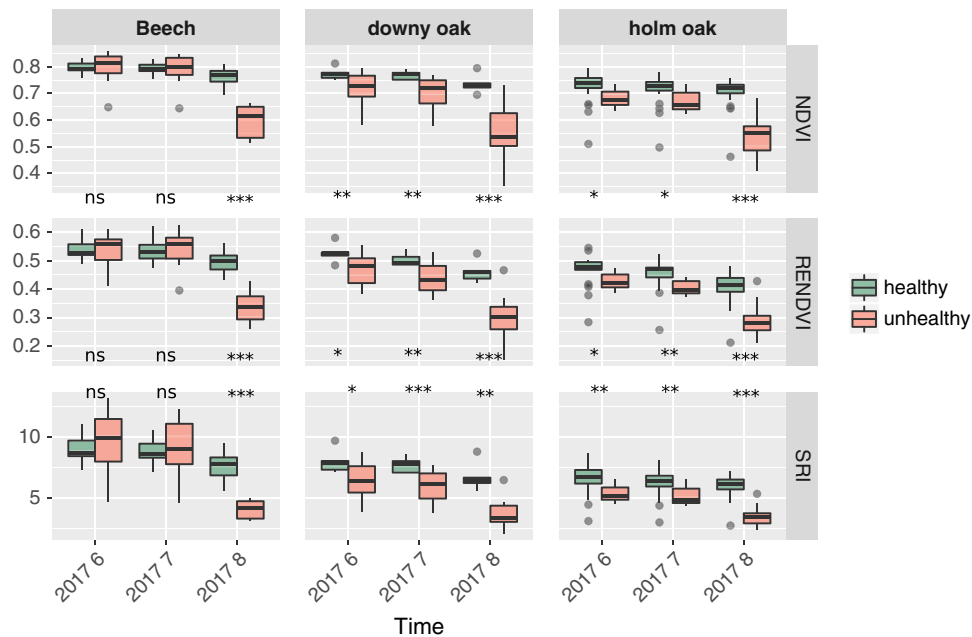 Beech downy oak holm oak
0.8
0.7
0.6
0.5
0.4
NDVI
ns ns *** ** ** *** * * ***
0.6
0.5
0.4
0.3
0.2
RENDVI
ns ns *** * ** *** * ** ***
healthy
unhealthy
ns ns *** * *** ** ** ** ***
10
5
SRI
2017 6 2017 7 2017 8 2017 6 2017 7 2017 8 2017 6 2017 7 2017 8
Time